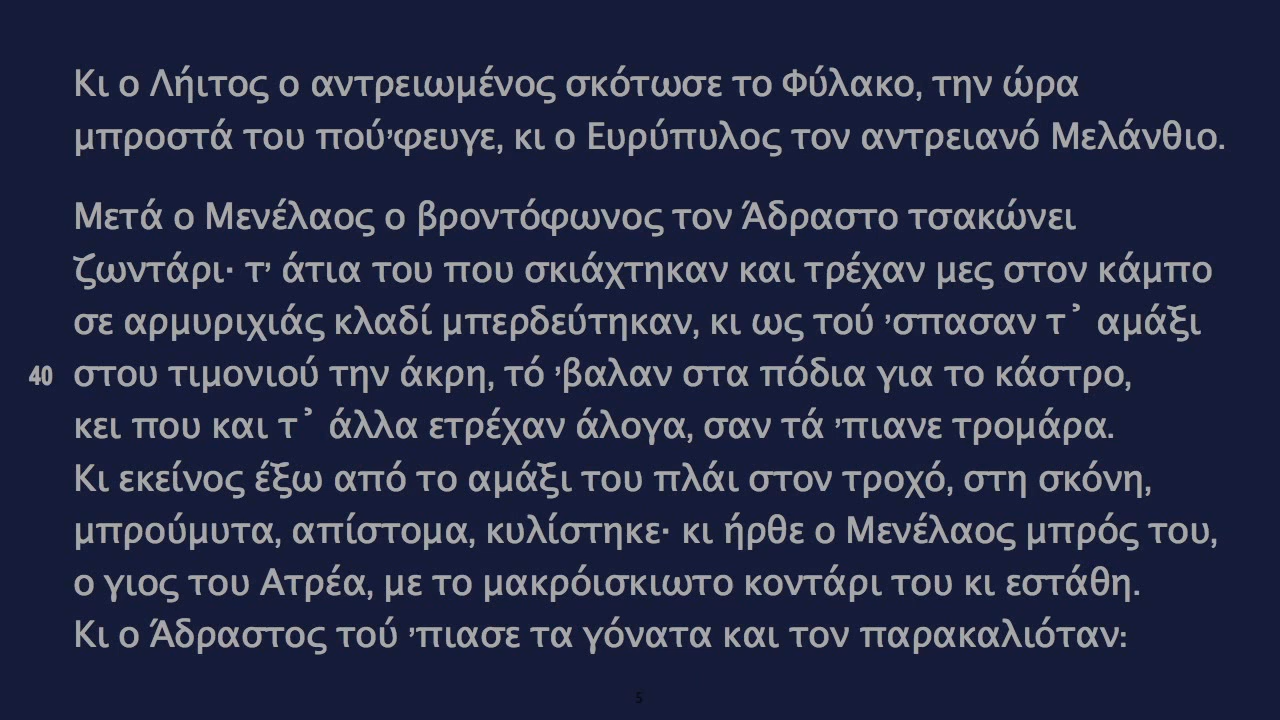 Κι ο Λήιτος ο αντρειωμένος σκότωσε το Φύλακο, την ώρα
μπροστά του πού’φευγε, κι ο Ευρύπυλος τον αντρειανό Μελάνθιο.
Μετά ο Μενέλαος ο βροντόφωνος τον Άδραστο τσακώνει
ζωντάρι· τ’ άτια του που σκιάχτηκαν και τρέχαν μες στον κάμπο
σε αρμυριχιάς κλαδί μπερδεύτηκαν, κι ως τού ’σπασαν τ᾽ αμάξι
40 στου τιμονιού την άκρη, τό ’βαλαν στα πόδια για το κάστρο,
κει που και τ᾽ άλλα ετρέχαν άλογα, σαν τά ’πιανε τρομάρα.
Κι εκείνος έξω από το αμάξι του πλάι στον τροχό, στη σκόνη,
μπρούμυτα, απίστομα, κυλίστηκε· κι ήρθε ο Μενέλαος μπρός του,
ο γιος του Ατρέα, με το μακρόισκιωτο κοντάρι του κι εστάθη.
Κι ο Άδραστος τού ’πιασε τα γόνατα και τον παρακαλιόταν:
5